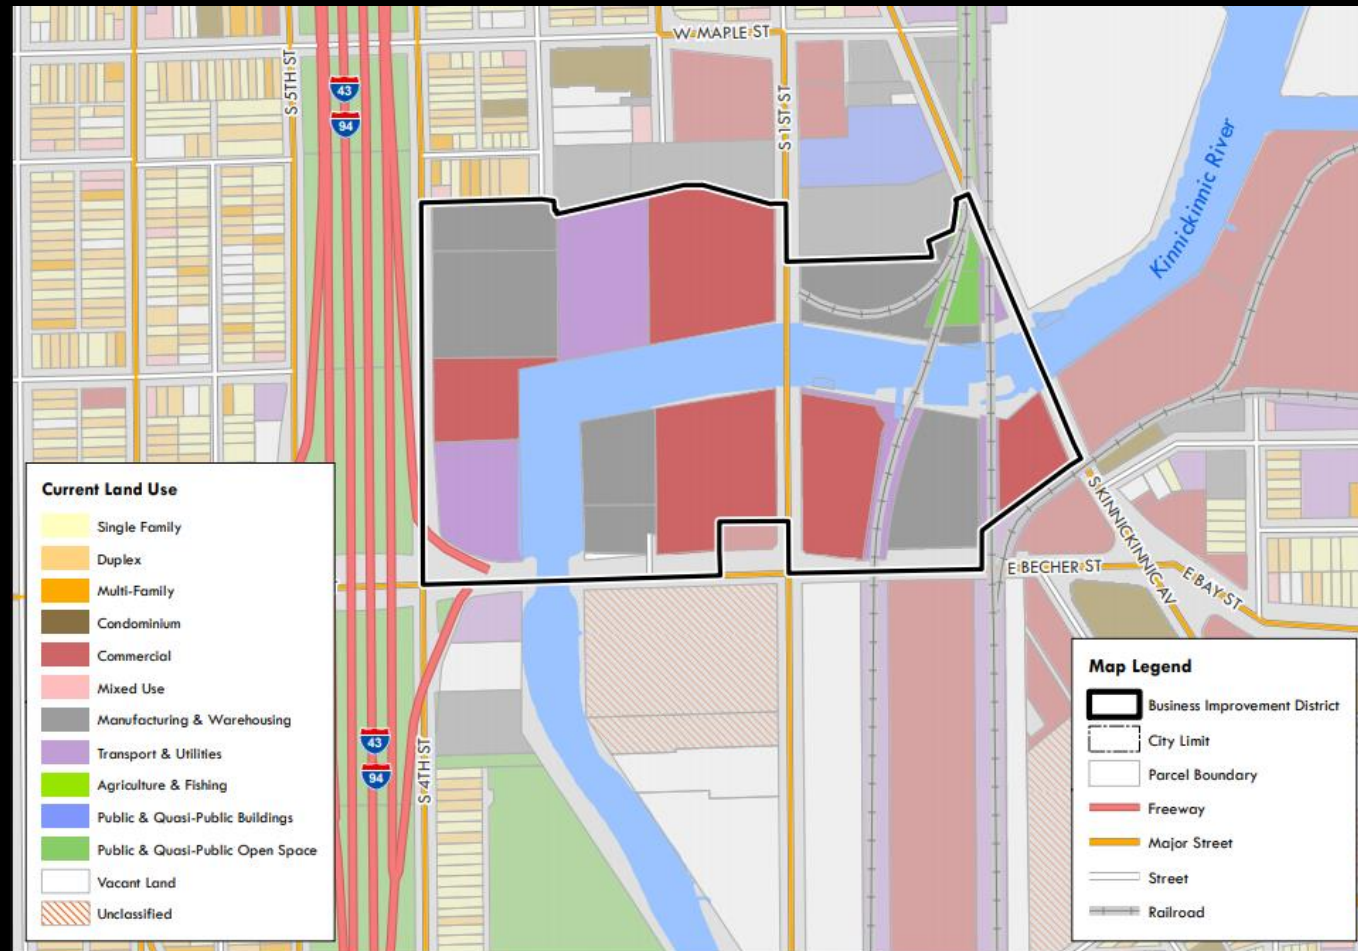 W MAPLE ST
S 5TH ST
43
94
S 1ST ST
Kinnickinnic River
Current Land Use
Single Family
Duplex
Multi-Family
Condominium
Commercial
Mixed Use
Manufacturing & Warehousing
Transport & Utilities
Agriculture & Fishing
Public & Quasi-Public Buildings
Public & Quasi-Public Open Space
Vacant Land
Unclassified
S KINNICKINNIC AV
E BECHER ST
E BAY ST
43
94
S 4TH ST
Map Legend
Business Improvement District
City Limit
Parcel Boundary
Freeway
Major Street
Street
Railroad